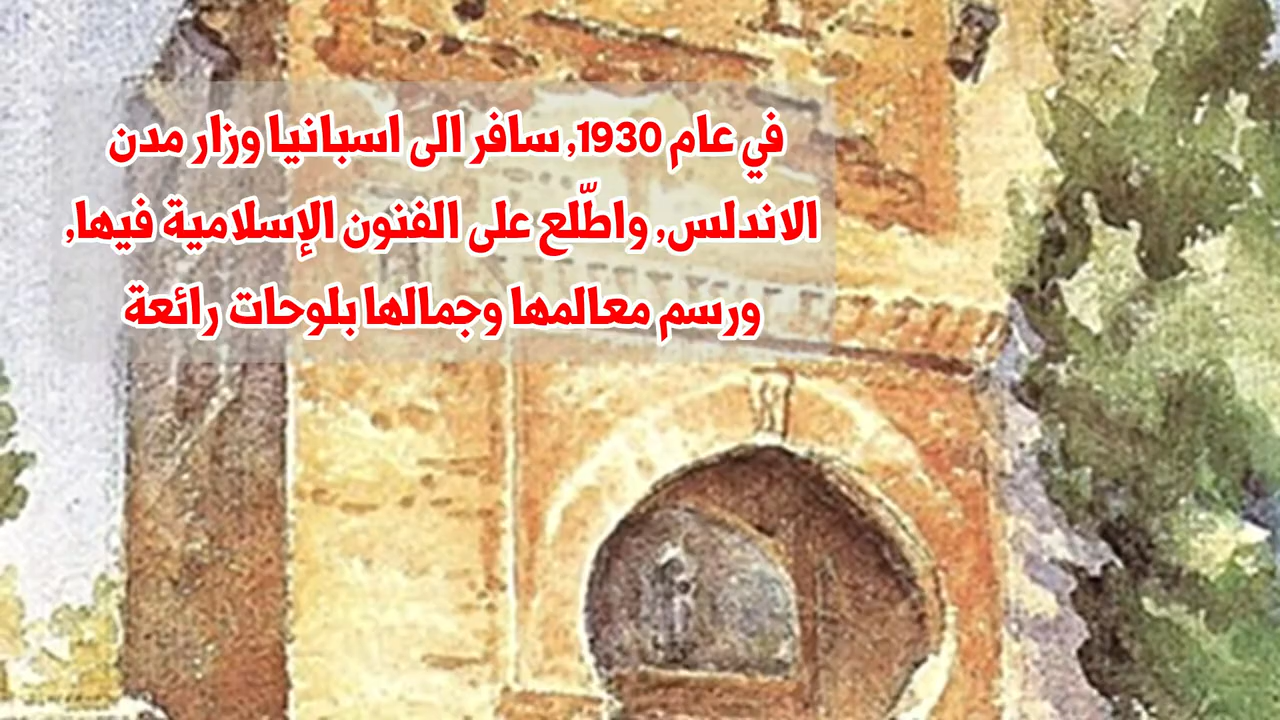 في عام 1930, سافر الى اسبانيا وزار مدن
الاندلس, واطّلع على الفنون الإسلامية فيها,
ورسم معالمها وجمالها بلوحات رائعة